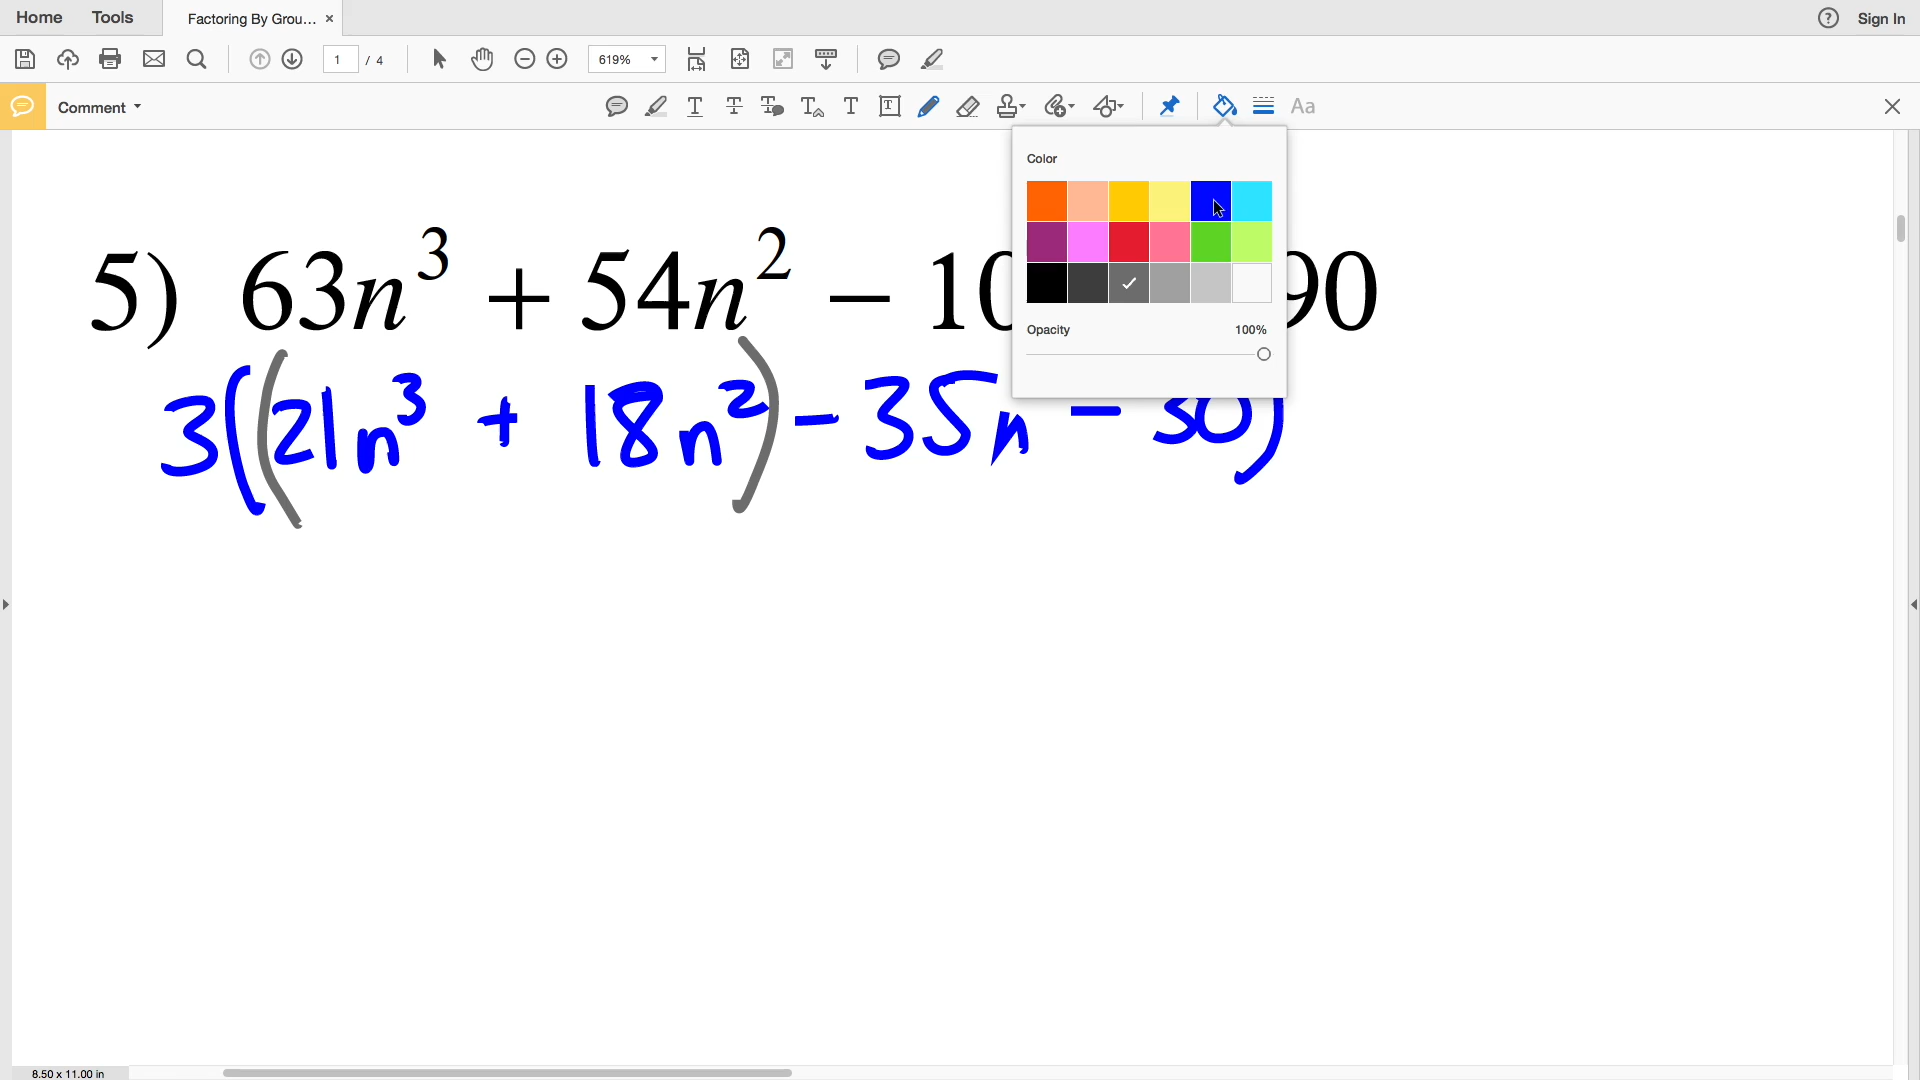 Home Tools Factoring By Grou... × ? Sign In
1 / 4 619%
Comment T T T T T T Aa
Color
5) 63n³ + 54n² − 10 90
Opacity 100%
3((21n³ + 18n²) - 35n - 30)
8.50 x 11.00 in